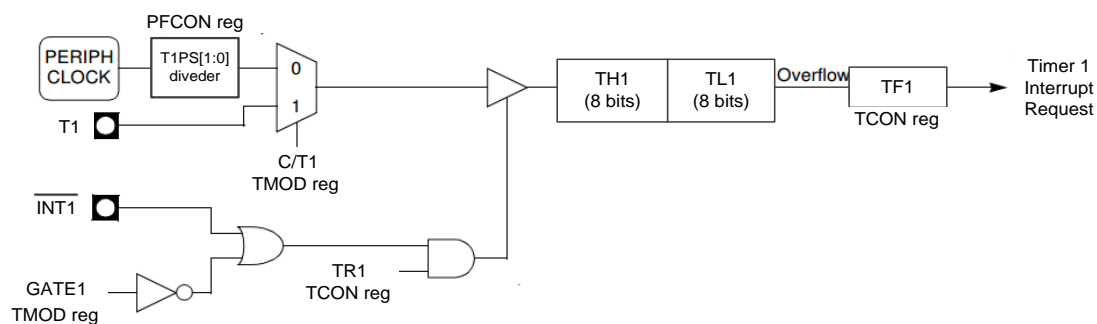 PFCON reg
PERIPH
CLOCK
T1PS[1:0]
diveder
0
1
T1
C/T1
TMOD reg
TH1
(8 bits)
TL1
(8 bits)
Overflow
TF1
TCON reg
Timer 1
Interrupt
Request
INT1
TR1
TCON reg
GATE1
TMOD reg